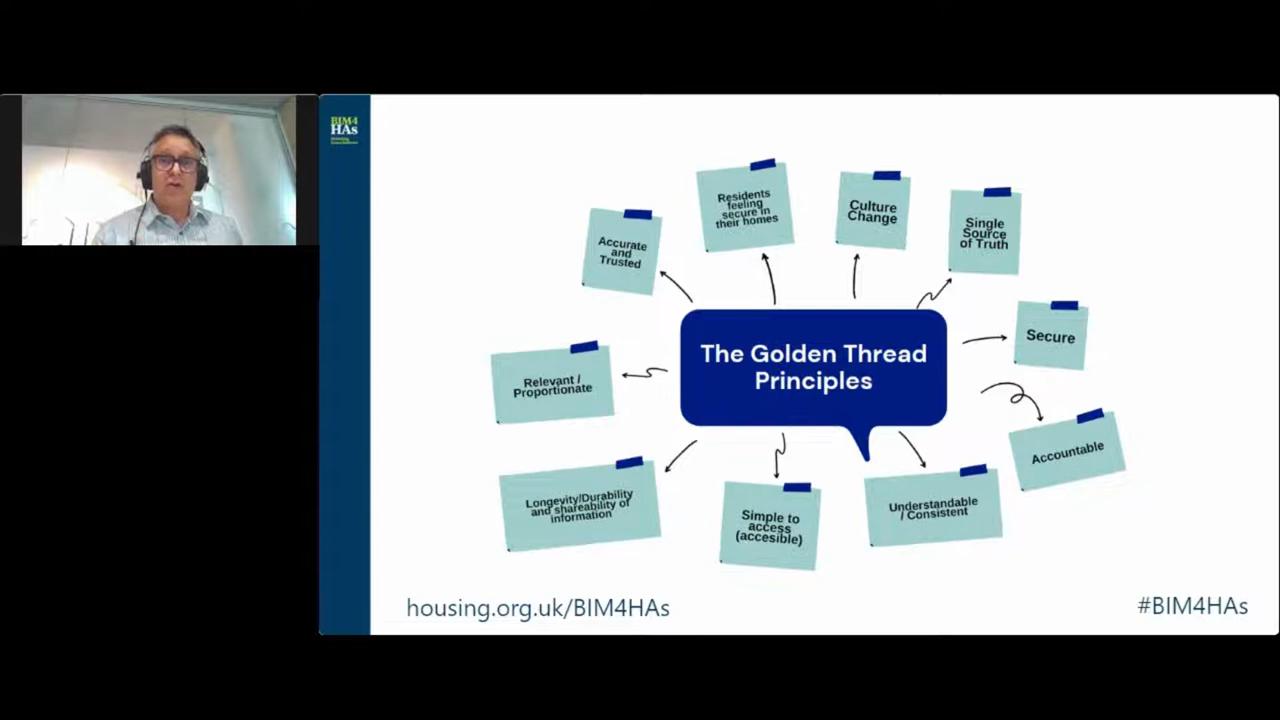 BIM4
HAs
The Golden Thread
Principles
Accurate
and
Trusted
Residents
feeling
secure in
their homes
Culture
Change
Single
Source
of Truth
Secure
Accountable
Understandable
/ Consistent
Simple to
access
(accesible)
Longevity/Durability
and shareability of
information
Relevant /
Proportionate
housing.org.uk/BIM4HAs
#BIM4HAs